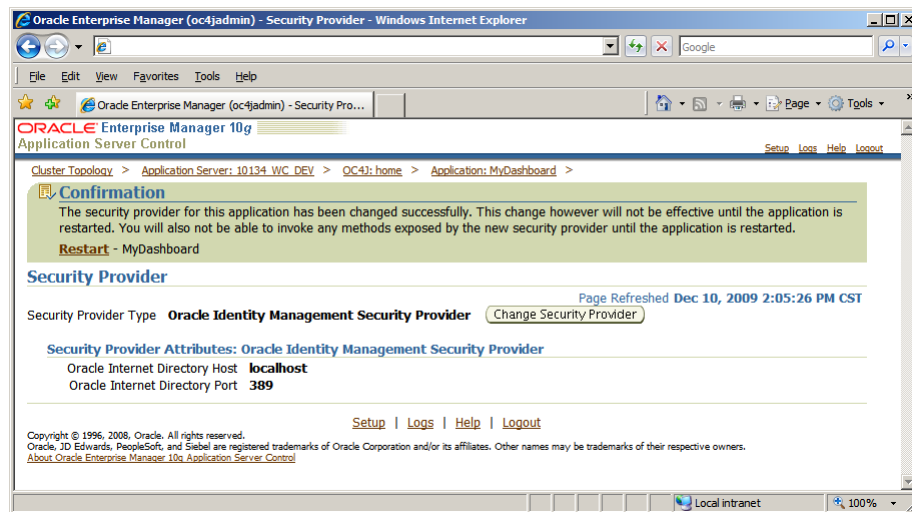 Oracle Enterprise Manager (oc4jadmin) - Security Provider - Windows Internet Explorer
Google
File Edit View Favorites Tools Help
Oracle Enterprise Manager (oc4jadmin) - Security Pro...
Page Tools »
ORACLE Enterprise Manager 10g
Application Server Control
Setup Logs Help Logout
Cluster Topology > Application Server: 10134_WC_DEV > OC4J: home > Application: MyDashboard >
Confirmation
The security provider for this application has been changed successfully. This change however will not be effective until the application is
restarted. You will also not be able to invoke any methods exposed by the new security provider until the application is restarted.
Restart - MyDashboard
Security Provider
Page Refreshed Dec 10, 2009 2:05:26 PM CST
Security Provider Type Oracle Identity Management Security Provider Change Security Provider
Security Provider Attributes: Oracle Identity Management Security Provider
Oracle Internet Directory Host localhost
Oracle Internet Directory Port 389
Setup | Logs | Help | Logout
Copyright © 1996, 2008, Oracle. All rights reserved.
Oracle, JD Edwards, PeopleSoft, and Siebel are registered trademarks of Oracle Corporation and/or its affiliates. Other names may be trademarks of their respective owners.
About Oracle Enterprise Manager 10g Application Server Control
Local intranet 100%